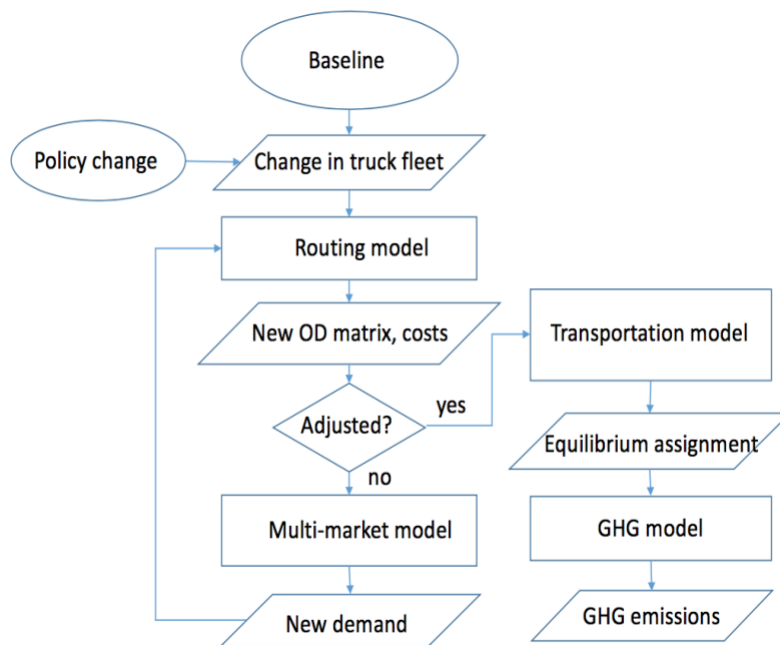 Baseline
Policy change
Change in truck fleet
Routing model
New OD matrix, costs
Transportation model
yes
Adjusted?
Equilibrium assignment
no
Multi-market model
GHG model
New demand
GHG emissions